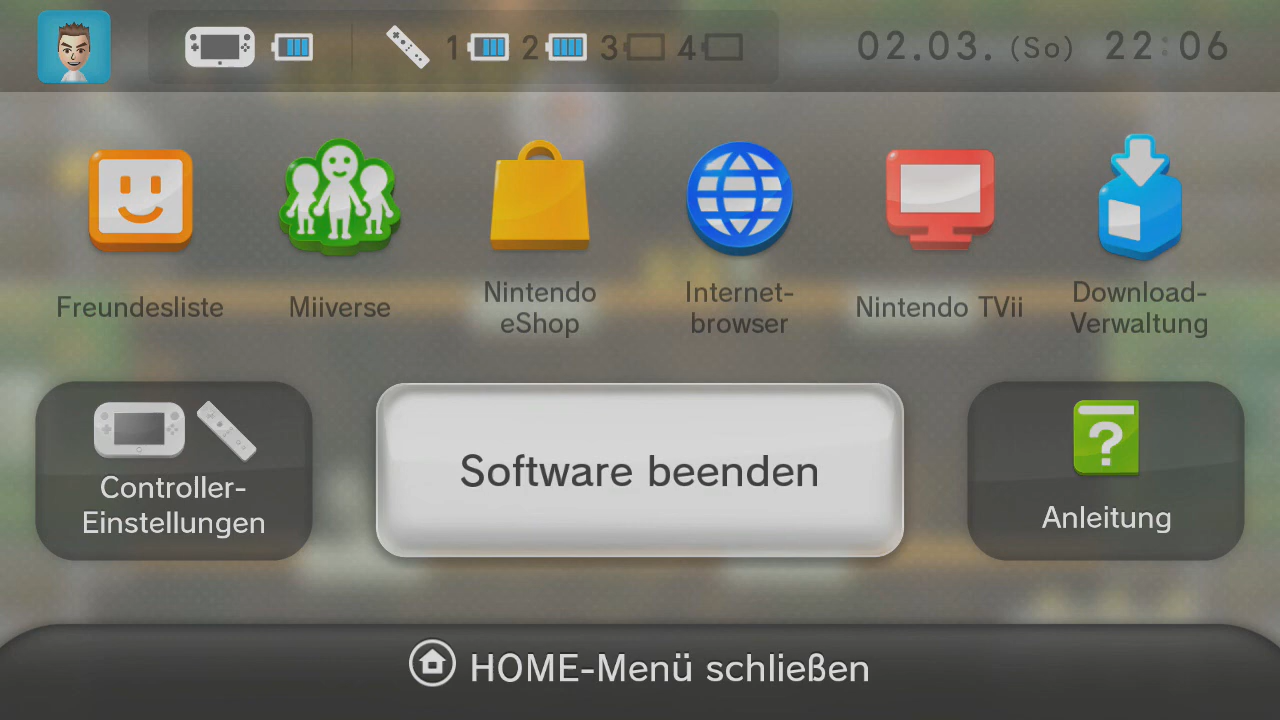 1 2 3 4 02.03. (So) 22:06
Freundesliste
Miiverse
Nintendo
eShop
Internet-
browser
Nintendo TVii
Download-
Verwaltung
Controller-
Einstellungen
Software beenden
?
Anleitung
HOME-Menü schließen